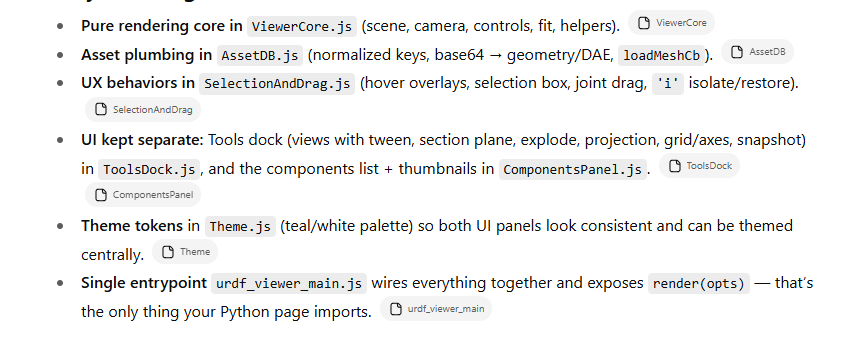 • Pure rendering core in ViewerCore.js (scene, camera, controls, fit, helpers). ViewerCore
• Asset plumbing in AssetDB.js (normalized keys, base64 → geometry/DAE, loadMeshCb). AssetDB
• UX behaviors in SelectionAndDrag.js (hover overlays, selection box, joint drag, 'i' isolate/restore).
SelectionAndDrag
• UI kept separate: Tools dock (views with tween, section plane, explode, projection, grid/axes, snapshot)
in ToolsDock.js, and the components list + thumbnails in ComponentsPanel.js. ToolsDock
ComponentsPanel
• Theme tokens in Theme.js (teal/white palette) so both UI panels look consistent and can be themed
centrally. Theme
• Single entrypoint urdf_viewer_main.js wires everything together and exposes render(opts) — that's
the only thing your Python page imports. urdf_viewer_main